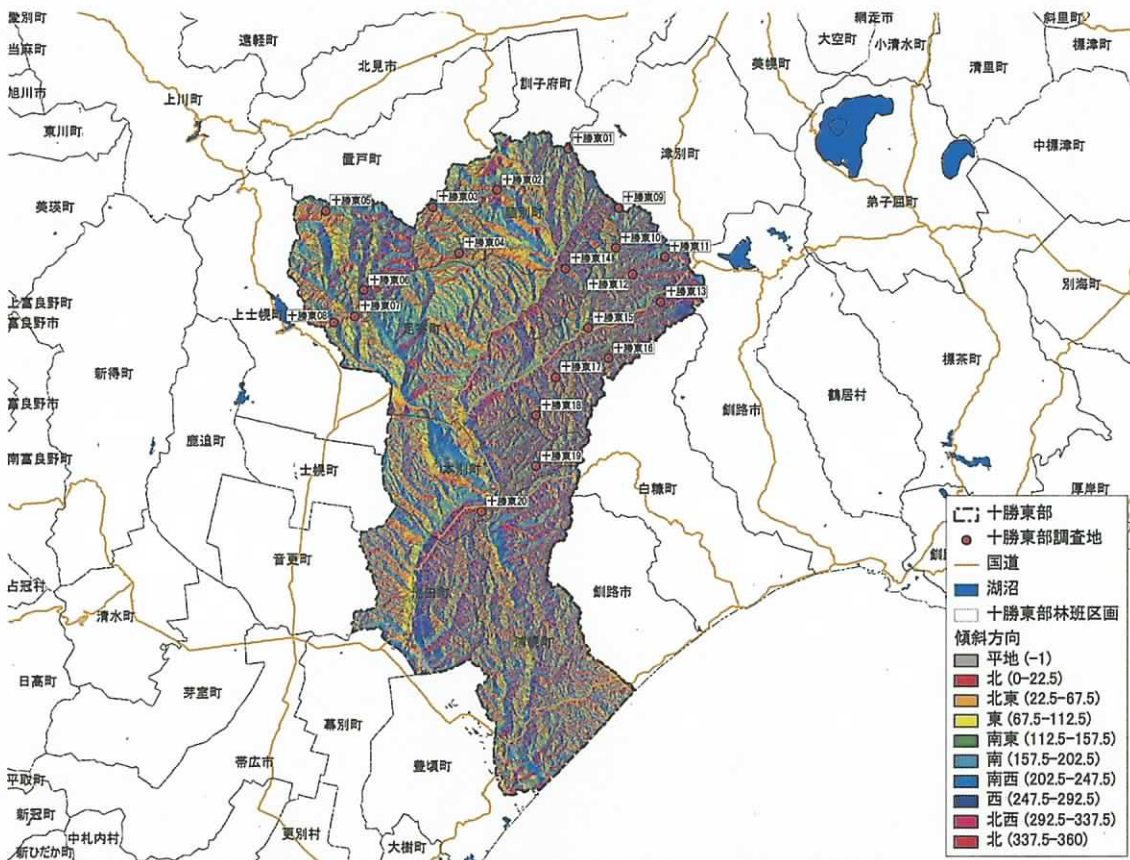 愛別町
遠軽町
網走市
大空町
小清水町
斜里町
標津町
当麻町
北見市
美幌町
清里町
旭川市
上川町
訓子府町
東川町
置戸町
津別町
中標津町
十勝東01
十勝東02
十勝東03
十勝東05
十勝東09
美瑛町
陸別町
弟子屈町
十勝東04
十勝東10
十勝東11
十勝東14
十勝東12
十勝東06
十勝東13
別海町
上富良野町
上士幌町
十勝東07
十勝東08
富良野市
足寄町
十勝東15
十勝東16
標茶町
新得町
十勝東17
鶴居村
富良野市
釧路市
十勝東18
鹿追町
南富良野町
士幌町
本別町
十勝東19
白糠町
厚岸町
十勝東20
音更町
占冠村
清水町
池田町
釧路市
浦幌町
日高町
芽室町
幕別町
帯広市
豊頃町
平取町
新冠町
中札内村
更別村
大樹町
新ひだか町
十勝東部
十勝東部調査地
国道
湖沼
十勝東部林班区画
傾斜方向
平地 (-1)
北 (0-22.5)
北東 (22.5-67.5)
東 (67.5-112.5)
南東 (112.5-157.5)
南 (157.5-202.5)
南西 (202.5-247.5)
西 (247.5-292.5)
北西 (292.5-337.5)
北 (337.5-360)